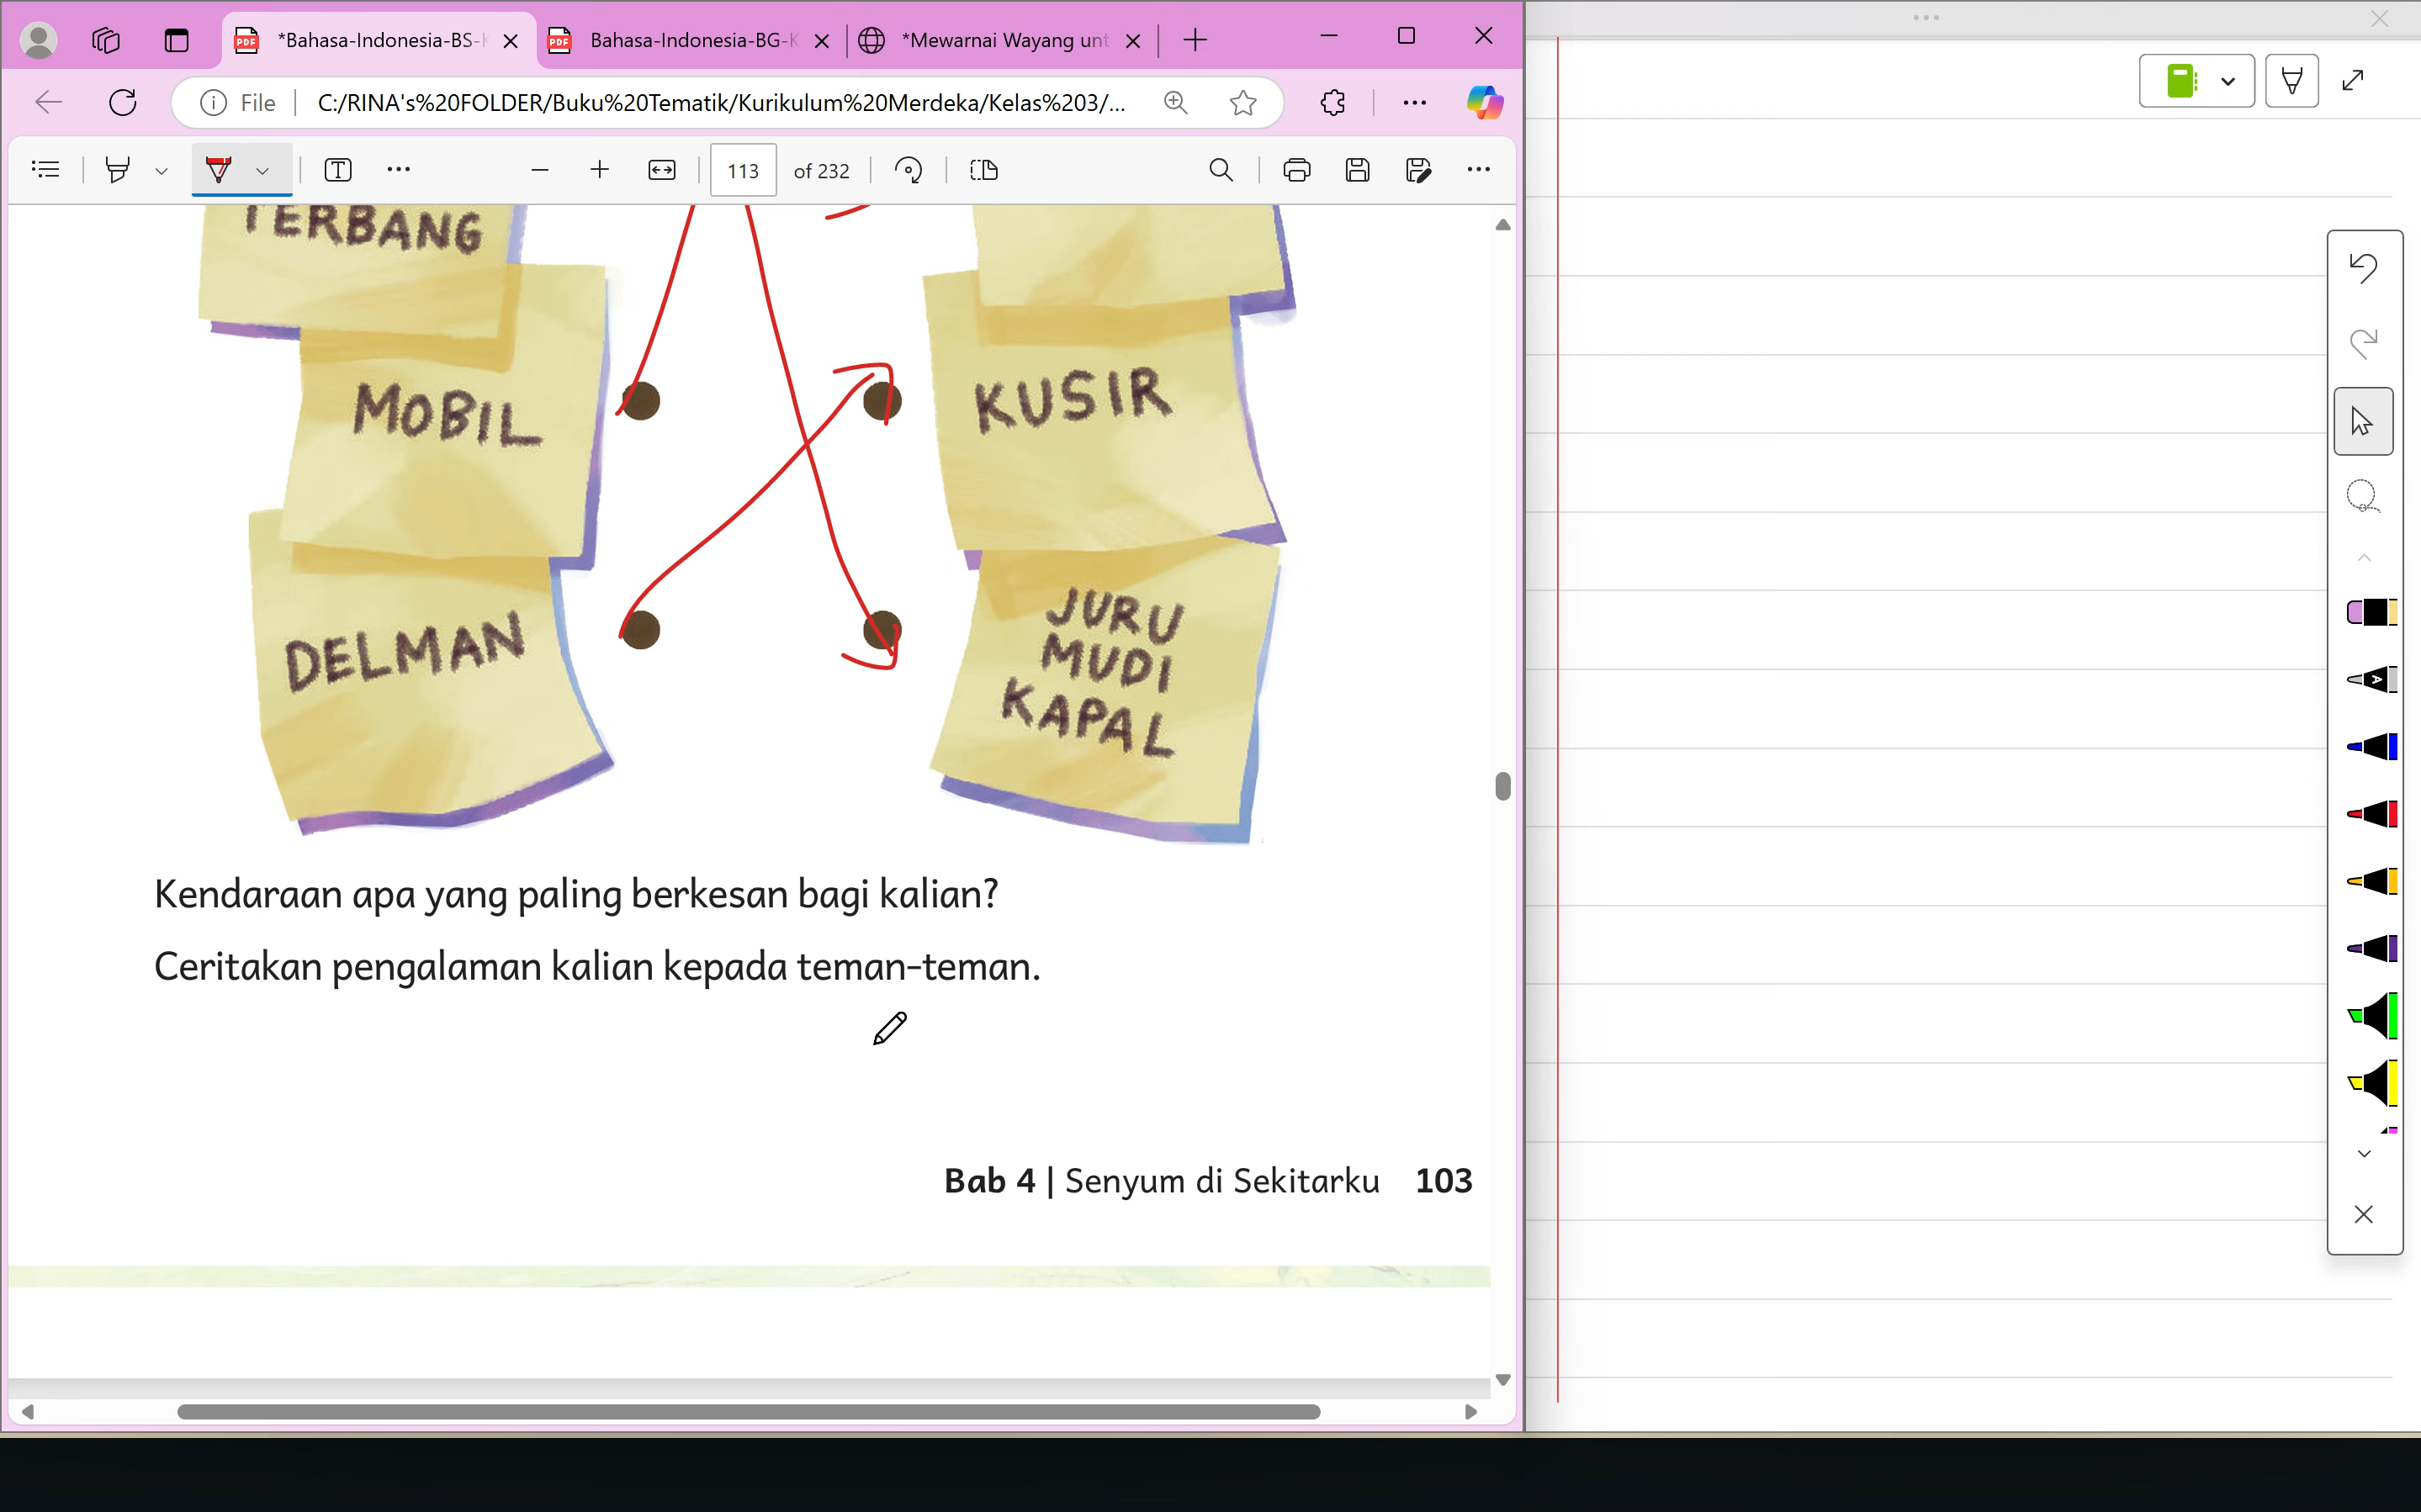 *Bahasa-Indonesia-BS-K
Bahasa-Indonesia-BG-K
*Mewarnai Wayang unt
File
C:/RINA's%20FOLDER/Buku%20Tematik/Kurikulum%20Merdeka/Kelas%203/...
113 of 232
TERBANG
MOBIL
KUSIR
DELMAN
JURU
MUDI
KAPAL
Kendaraan apa yang paling berkesan bagi kalian?
Ceritakan pengalaman kalian kepada teman-teman.
Bab 4 | Senyum di Sekitarku 103